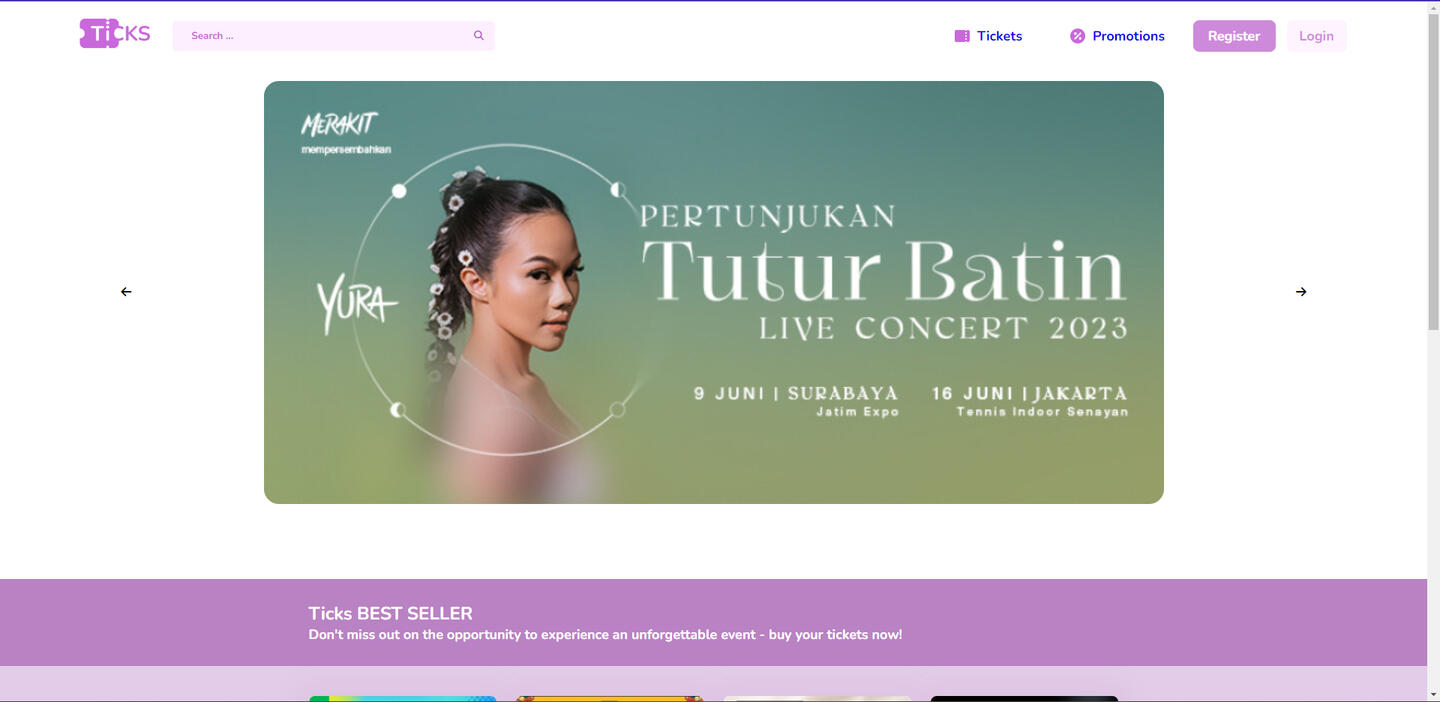 TiCKS
Search ...
Tickets
Promotions
Register
Login
MERAKIT
mempersembahkan
YURA
PERTUNJUKAN
Tutur Batin
LIVE CONCERT 2023
9 JUNI | SURABAYA
Jatim Expo
16 JUNI | JAKARTA
Tennis Indoor Senayan
Ticks BEST SELLER
Don't miss out on the opportunity to experience an unforgettable event - buy your tickets now!